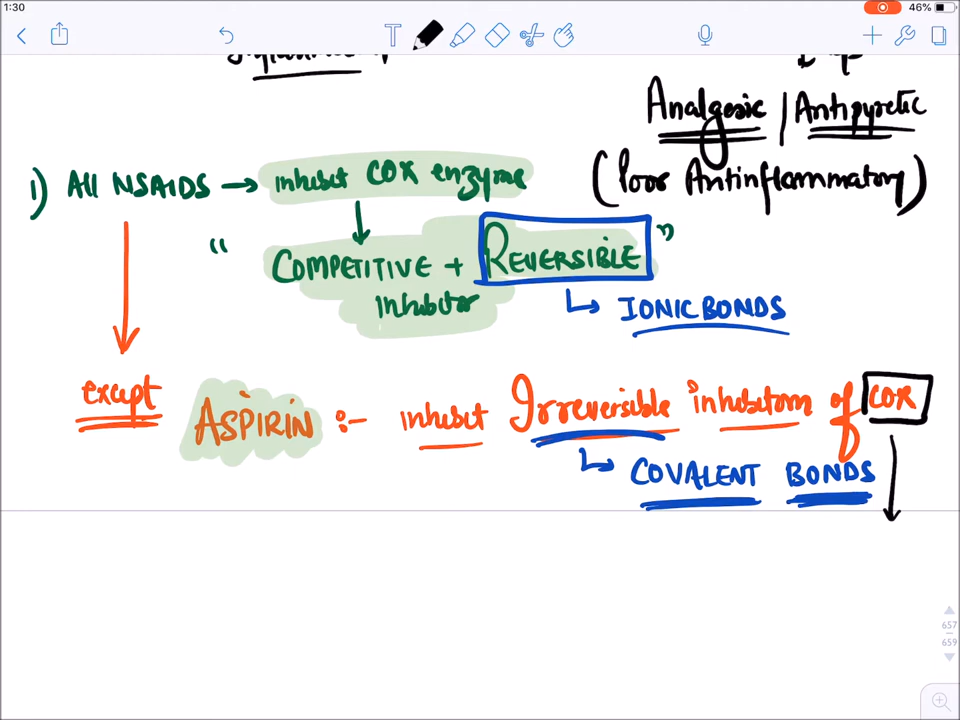 1:30
46%
T
Analgesic / Antipyretic
(Poor Antiinflammatory)
1) All NSAIDS → inhibit COX enzyme
" COMPETITIVE + REVERSIBLE "
inhibitor
IONIC BONDS
except
ASPIRIN :- inhibit Irreversible inhibitors of COX
COVALENT BONDS
657
659